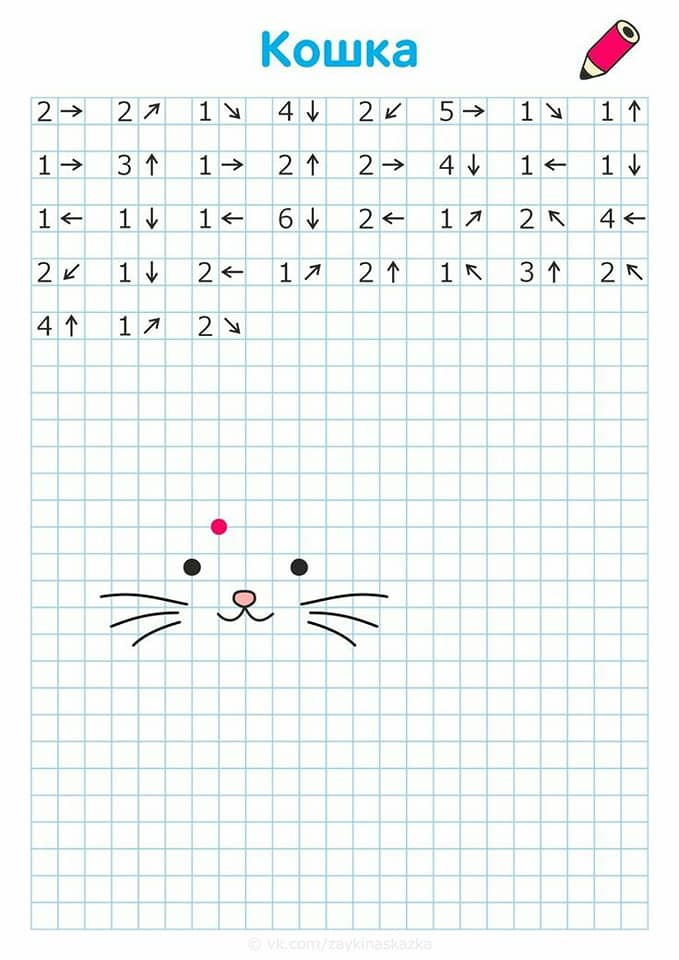 Кошка
2 → 2 ↗ 1 ↘ 4 ↓ 2 ↙ 5 → 1 ↘ 1 ↑
1 → 3 ↑ 1 → 2 ↑ 2 → 4 ↓ 1 ← 1 ↓
1 ← 1 ↓ 1 ← 6 ↓ 2 ← 1 ↗ 2 ↖ 4 ←
2 ↙ 1 ↓ 2 ← 1 ↗ 2 ↑ 1 ↖ 3 ↑ 2 ↖
4 ↑ 1 ↗ 2 ↘
© vk.com/zaykinaskazka